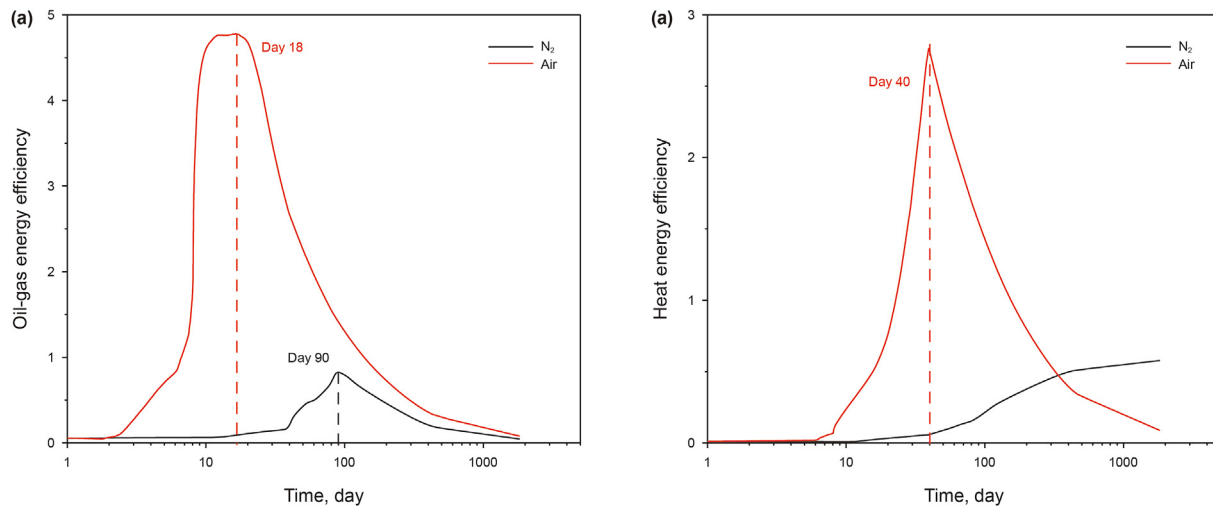 (a)
Oil-gas energy efficiency
5
4
3
2
1
0
Day 18
Day 90
N₂
Air
1
10
100
1000
Time, day
(a)
Heat energy efficiency
3
2
1
0
Day 40
N₂
Air
1
10
100
1000
Time, day